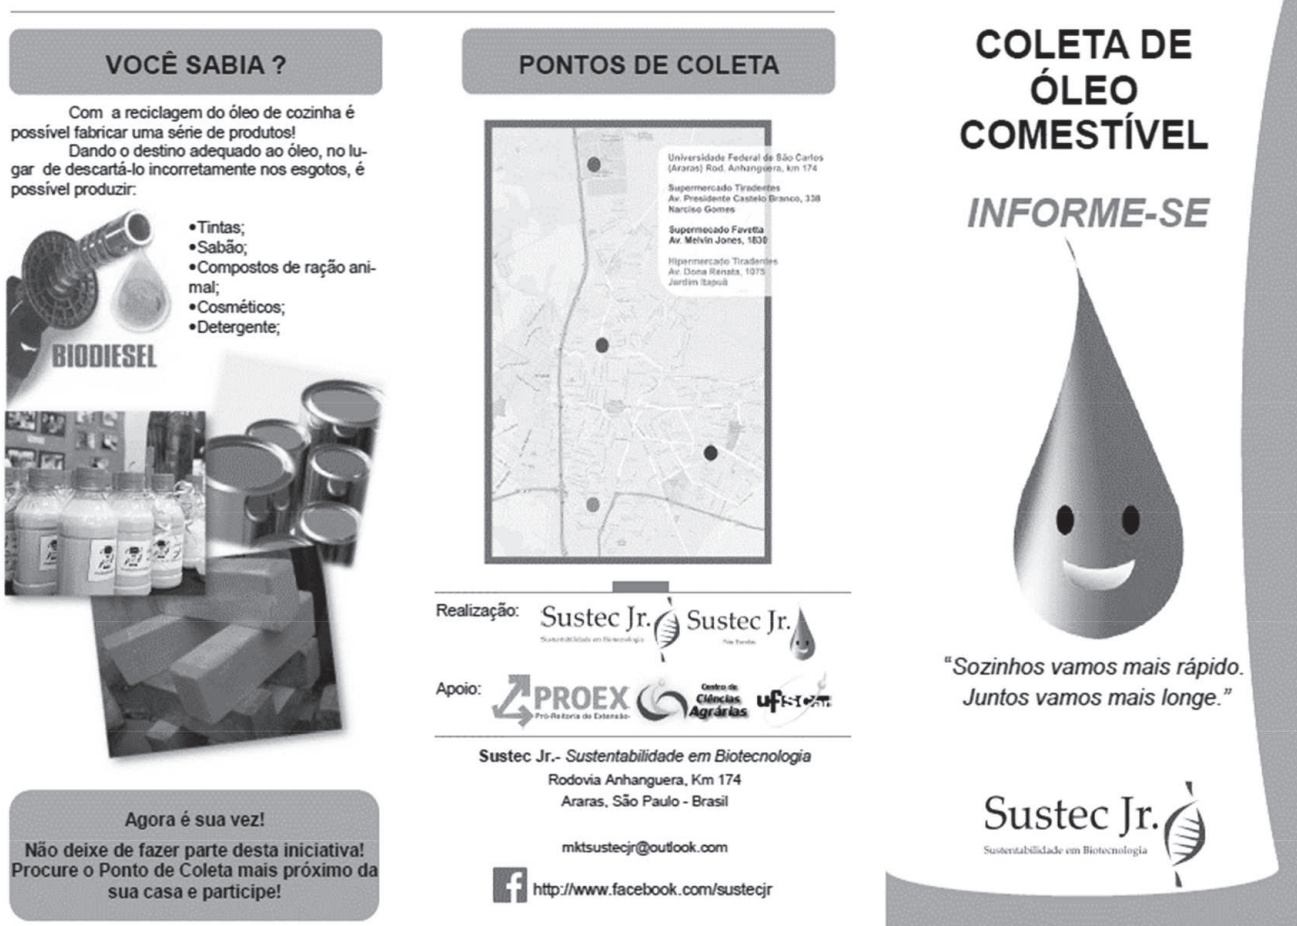 VOCÊ SABIA ?
Com a reciclagem do óleo de cozinha é
possível fabricar uma série de produtos!
Dando o destino adequado ao óleo, no lu-
gar de descartá-lo incorretamente nos esgotos, é
possível produzir:
•Tintas;
•Sabão;
•Compostos de ração ani-
mal;
•Cosméticos;
•Detergente;
BIODIESEL
Agora é sua vez!
Não deixe de fazer parte desta iniciativa!
Procure o Ponto de Coleta mais próximo da
sua casa e participe!
PONTOS DE COLETA
Universidade Federal de São Carlos
(Araras) Rod. Anhanguera, km 174
Supermercado Tiradentes
Av. Presidente Castelo Branco, 338
Narciso Gomes
Supermecado Favetta
Av. Melvin Jones, 1830
Hipermercado Tiradentes
Av. Dona Renata, 1075
Jardim Itapuã
Realização:
Sustec Jr.
Sustentabilidade em Biotecnologia
Sustec Jr.
Apoio:
PROEX
Pró-Reitoria de Extensão
Centro de
Ciências
Agrárias
ufscar
Sustec Jr.- Sustentabilidade em Biotecnologia
Rodovia Anhanguera, Km 174
Araras, São Paulo - Brasil
mktsustecjr@outlook.com
f
http://www.facebook.com/sustecjr
COLETA DE
ÓLEO
COMESTÍVEL
INFORME-SE
“Sozinhos vamos mais rápido.
Juntos vamos mais longe.”
Sustec Jr.
Sustentabilidade em Biotecnologia